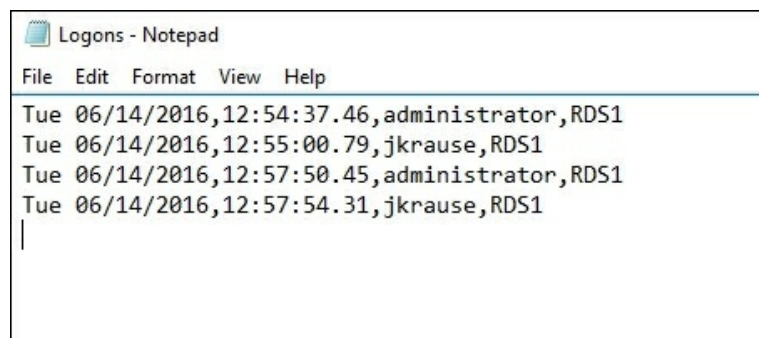 Logons - Notepad
File Edit Format View Help
Tue 06/14/2016,12:54:37.46,administrator,RDS1
Tue 06/14/2016,12:55:00.79,jkrause,RDS1
Tue 06/14/2016,12:57:50.45,administrator,RDS1
Tue 06/14/2016,12:57:54.31,jkrause,RDS1